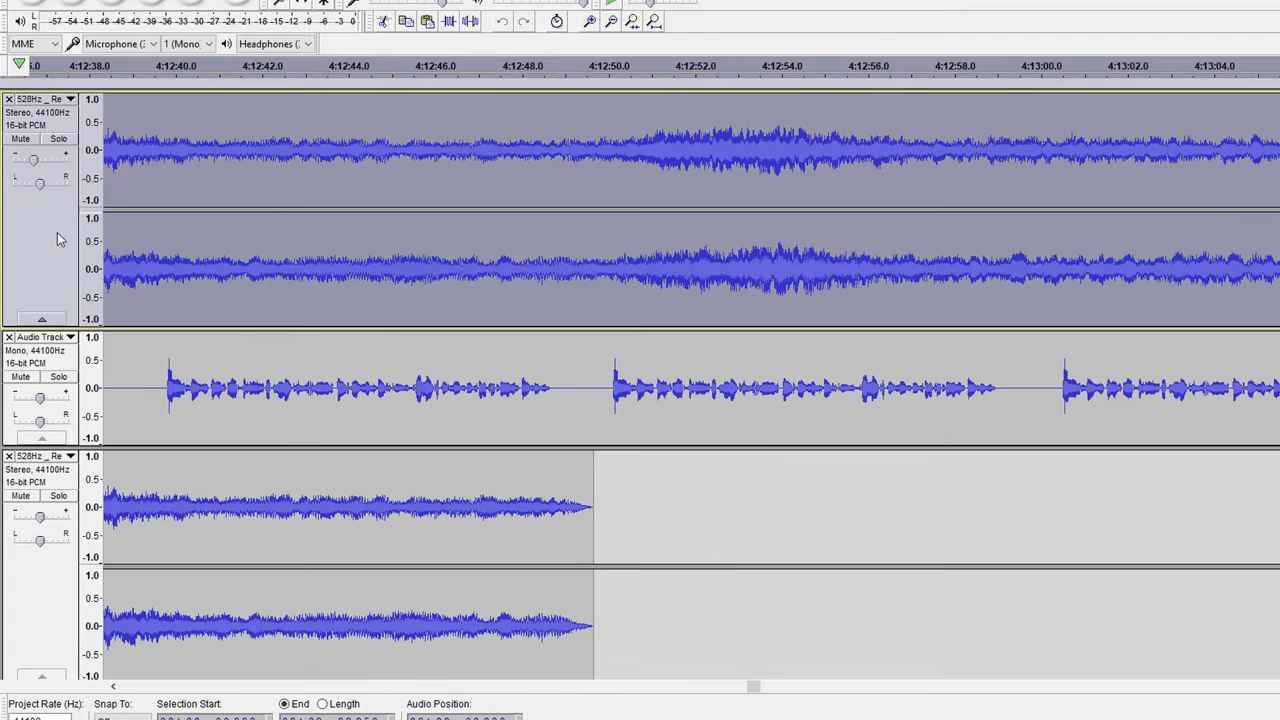 L
R
-57 -54 -51 -48 -45 -42 -39 -36 -33 -30 -27 -24 -21 -18 -15 -12 -9 -6 -3 0
MME Microphone (: 1 (Mono) Headphones (:
4:12:38.0 4:12:40.0 4:12:42.0 4:12:44.0 4:12:46.0 4:12:48.0 4:12:50.0 4:12:52.0 4:12:54.0 4:12:56.0 4:12:58.0 4:13:00.0 4:13:02.0 4:13:04.0
528Hz _ Re
Stereo, 44100Hz
16-bit PCM
Mute Solo
- +
L R
1.0
0.5
0.0
-0.5
-1.0
1.0
0.5
0.0
-0.5
-1.0
Audio Track
Mono, 44100Hz
16-bit PCM
Mute Solo
- +
L R
1.0
0.5
0.0
-0.5
-1.0
528Hz _ Re
Stereo, 44100Hz
16-bit PCM
Mute Solo
- +
L R
1.0
0.5
0.0
-0.5
-1.0
1.0
0.5
0.0
-0.5
-1.0
Project Rate (Hz): Snap To: Selection Start: End Length Audio Position:
44100